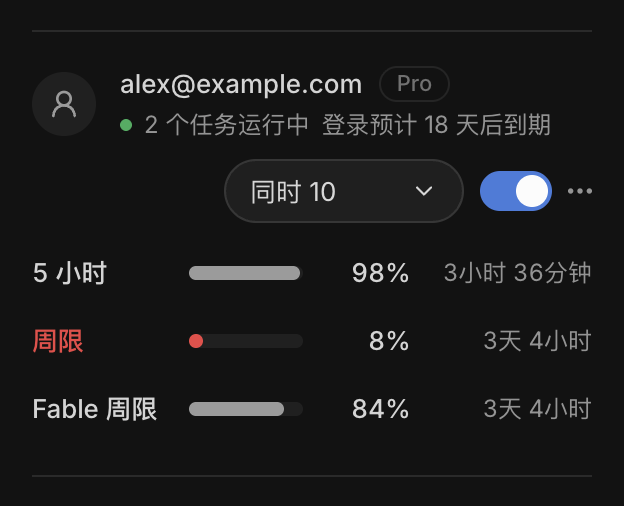 alex@example.com Pro
2 个任务运行中 登录预计 18 天后到期
同时 10
5 小时 98% 3小时 36分钟
周限 8% 3天 4小时
Fable 周限 84% 3天 4小时